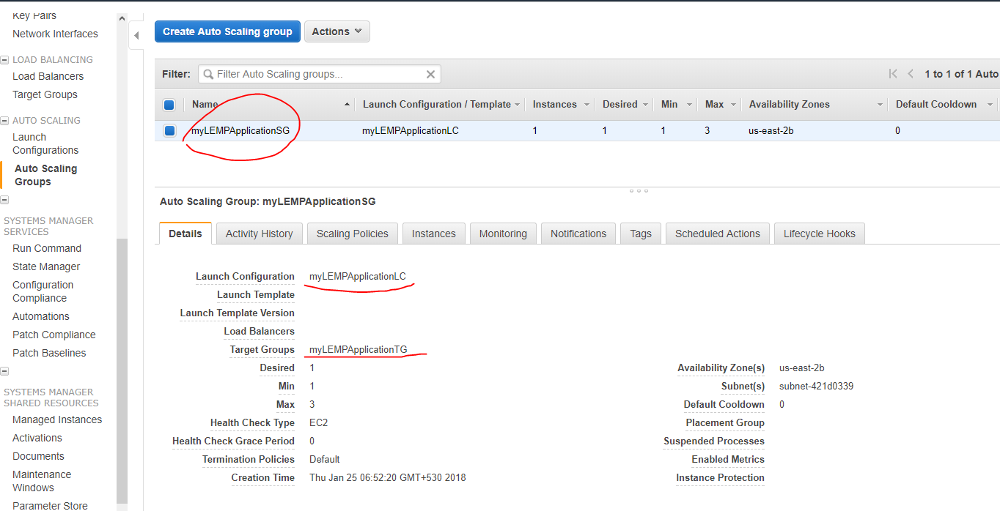 Key Pairs
Network Interfaces
LOAD BALANCING
Load Balancers
Target Groups
AUTO SCALING
Launch
Configurations
Auto Scaling
Groups
SYSTEMS MANAGER
SERVICES
Run Command
State Manager
Configuration
Compliance
Automations
Patch Compliance
Patch Baselines
SYSTEMS MANAGER
SHARED RESOURCES
Managed Instances
Activations
Documents
Maintenance
Windows
Parameter Store
Create Auto Scaling group Actions
Filter: Filter Auto Scaling groups... 1 to 1 of 1 Auto
Name Launch Configuration / Template Instances Desired Min Max Availability Zones Default Cooldown
myLEMPApplicationSG myLEMPApplicationLC 1 1 1 3 us-east-2b 0
Auto Scaling Group: myLEMPApplicationSG
Details Activity History Scaling Policies Instances Monitoring Notifications Tags Scheduled Actions Lifecycle Hooks
Launch Configuration myLEMPApplicationLC
Launch Template
Launch Template Version
Load Balancers
Target Groups myLEMPApplicationTG
Desired 1
Min 1
Max 3
Health Check Type EC2
Health Check Grace Period 0
Termination Policies Default
Creation Time Thu Jan 25 06:52:20 GMT+530 2018
Availability Zone(s) us-east-2b
Subnet(s) subnet-421d0339
Default Cooldown 0
Placement Group
Suspended Processes
Enabled Metrics
Instance Protection